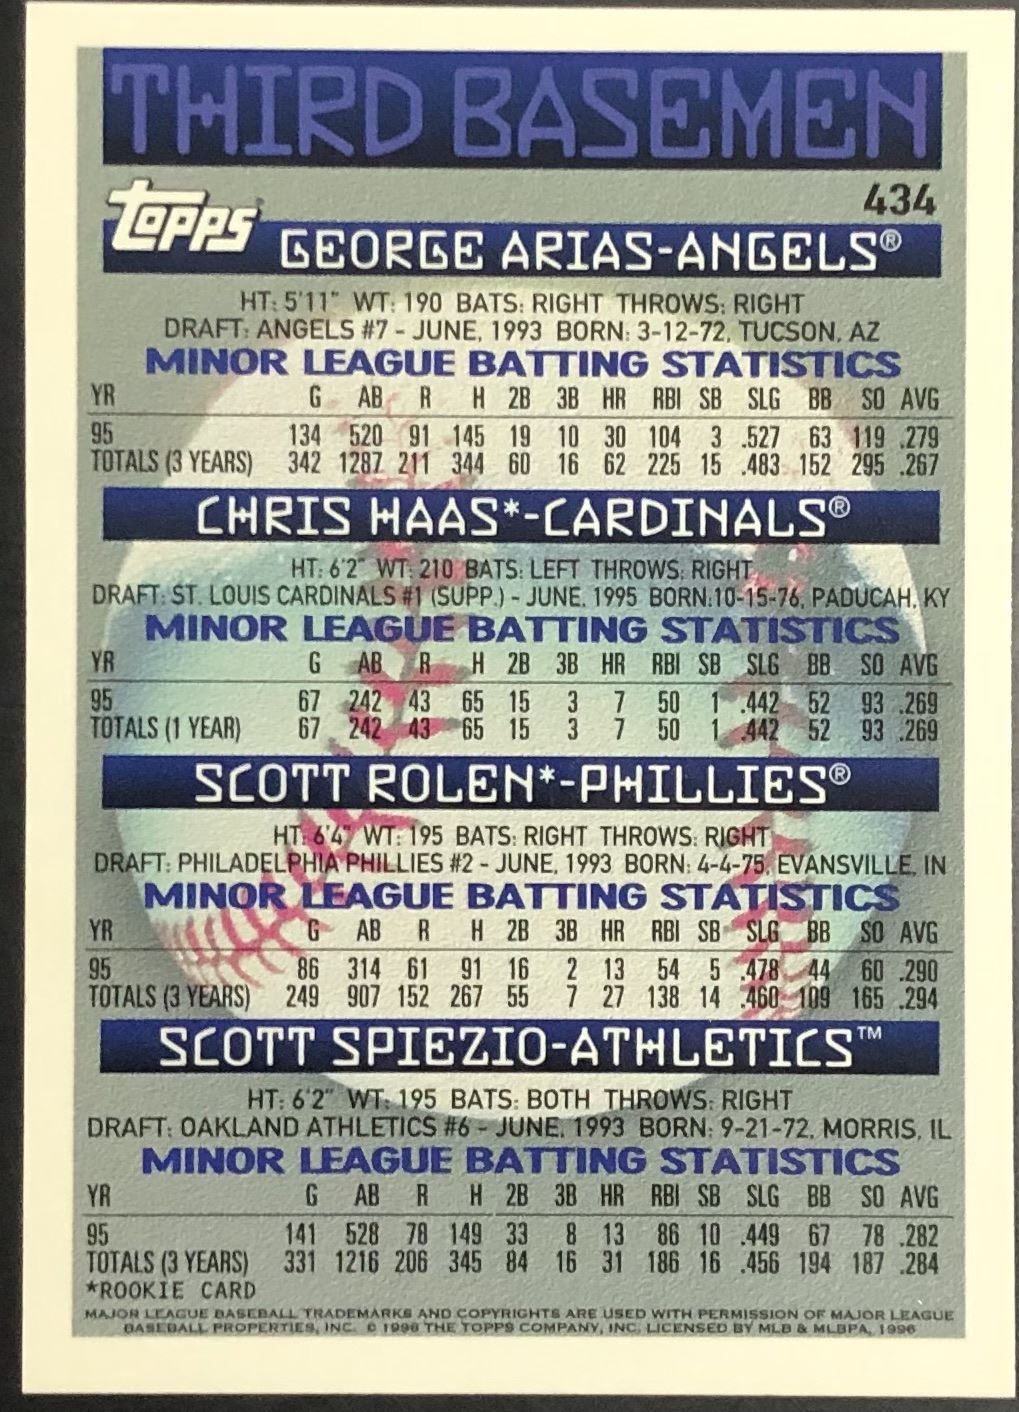 THIRD BASEMEN
434
Topps
GEORGE ARIAS-ANGELS®
HT: 5'11" WT: 190 BATS: RIGHT THROWS: RIGHT
DRAFT: ANGELS #7 - JUNE, 1993 BORN: 3-12-72, TUCSON, AZ
MINOR LEAGUE BATTING STATISTICS
YR G AB R H 2B 3B HR RBI SB SLG BB SO AVG
95 134 520 91 145 19 10 30 104 3 .527 63 119 .279
TOTALS (3 YEARS) 342 1287 211 344 60 16 62 225 15 .483 152 295 .267
CHRIS HAAS*-CARDINALS®
HT: 6'2" WT: 210 BATS: LEFT THROWS: RIGHT
DRAFT: ST. LOUIS CARDINALS #1 (SUPP.) - JUNE, 1995 BORN:10-15-76, PADUCAH, KY
MINOR LEAGUE BATTING STATISTICS
YR G AB R H 2B 3B HR RBI SB SLG BB SO AVG
95 67 242 43 65 15 3 7 50 1 .442 52 93 .269
TOTALS (1 YEAR) 67 242 43 65 15 3 7 50 1 .442 52 93 .269
SCOTT ROLEN*-PHILLIES®
HT: 6'4" WT: 195 BATS: RIGHT THROWS: RIGHT
DRAFT: PHILADELPHIA PHILLIES #2 - JUNE, 1993 BORN: 4-4-75, EVANSVILLE, IN
MINOR LEAGUE BATTING STATISTICS
YR G AB R H 2B 3B HR RBI SB SLG BB SO AVG
95 86 314 61 91 16 2 13 54 5 .478 44 60 .290
TOTALS (3 YEARS) 249 907 152 267 55 7 27 138 14 .460 109 165 .294
SCOTT SPIEZIO-ATHLETICS™
HT: 6'2" WT: 195 BATS: BOTH THROWS: RIGHT
DRAFT: OAKLAND ATHLETICS #6 - JUNE, 1993 BORN: 9-21-72, MORRIS, IL
MINOR LEAGUE BATTING STATISTICS
YR G AB R H 2B 3B HR RBI SB SLG BB SO AVG
95 141 528 78 149 33 8 13 86 10 .449 67 78 .282
TOTALS (3 YEARS) 331 1216 206 345 84 16 31 186 16 .456 194 187 .284
*ROOKIE CARD
MAJOR LEAGUE BASEBALL TRADEMARKS AND COPYRIGHTS ARE USED WITH PERMISSION OF MAJOR LEAGUE
BASEBALL PROPERTIES, INC. © 1996 THE TOPPS COMPANY, INC. LICENSED BY MLB & MLBPA, 1996